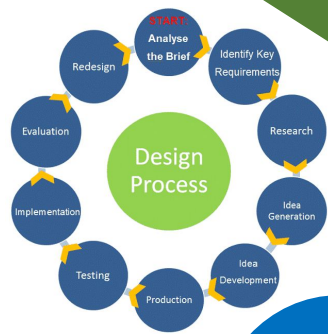 START:
Analyse
the Brief
Identify Key
Requirements
Research
Idea
Generation
Idea
Development
Production
Testing
Implementation
Evaluation
Redesign
Design
Process